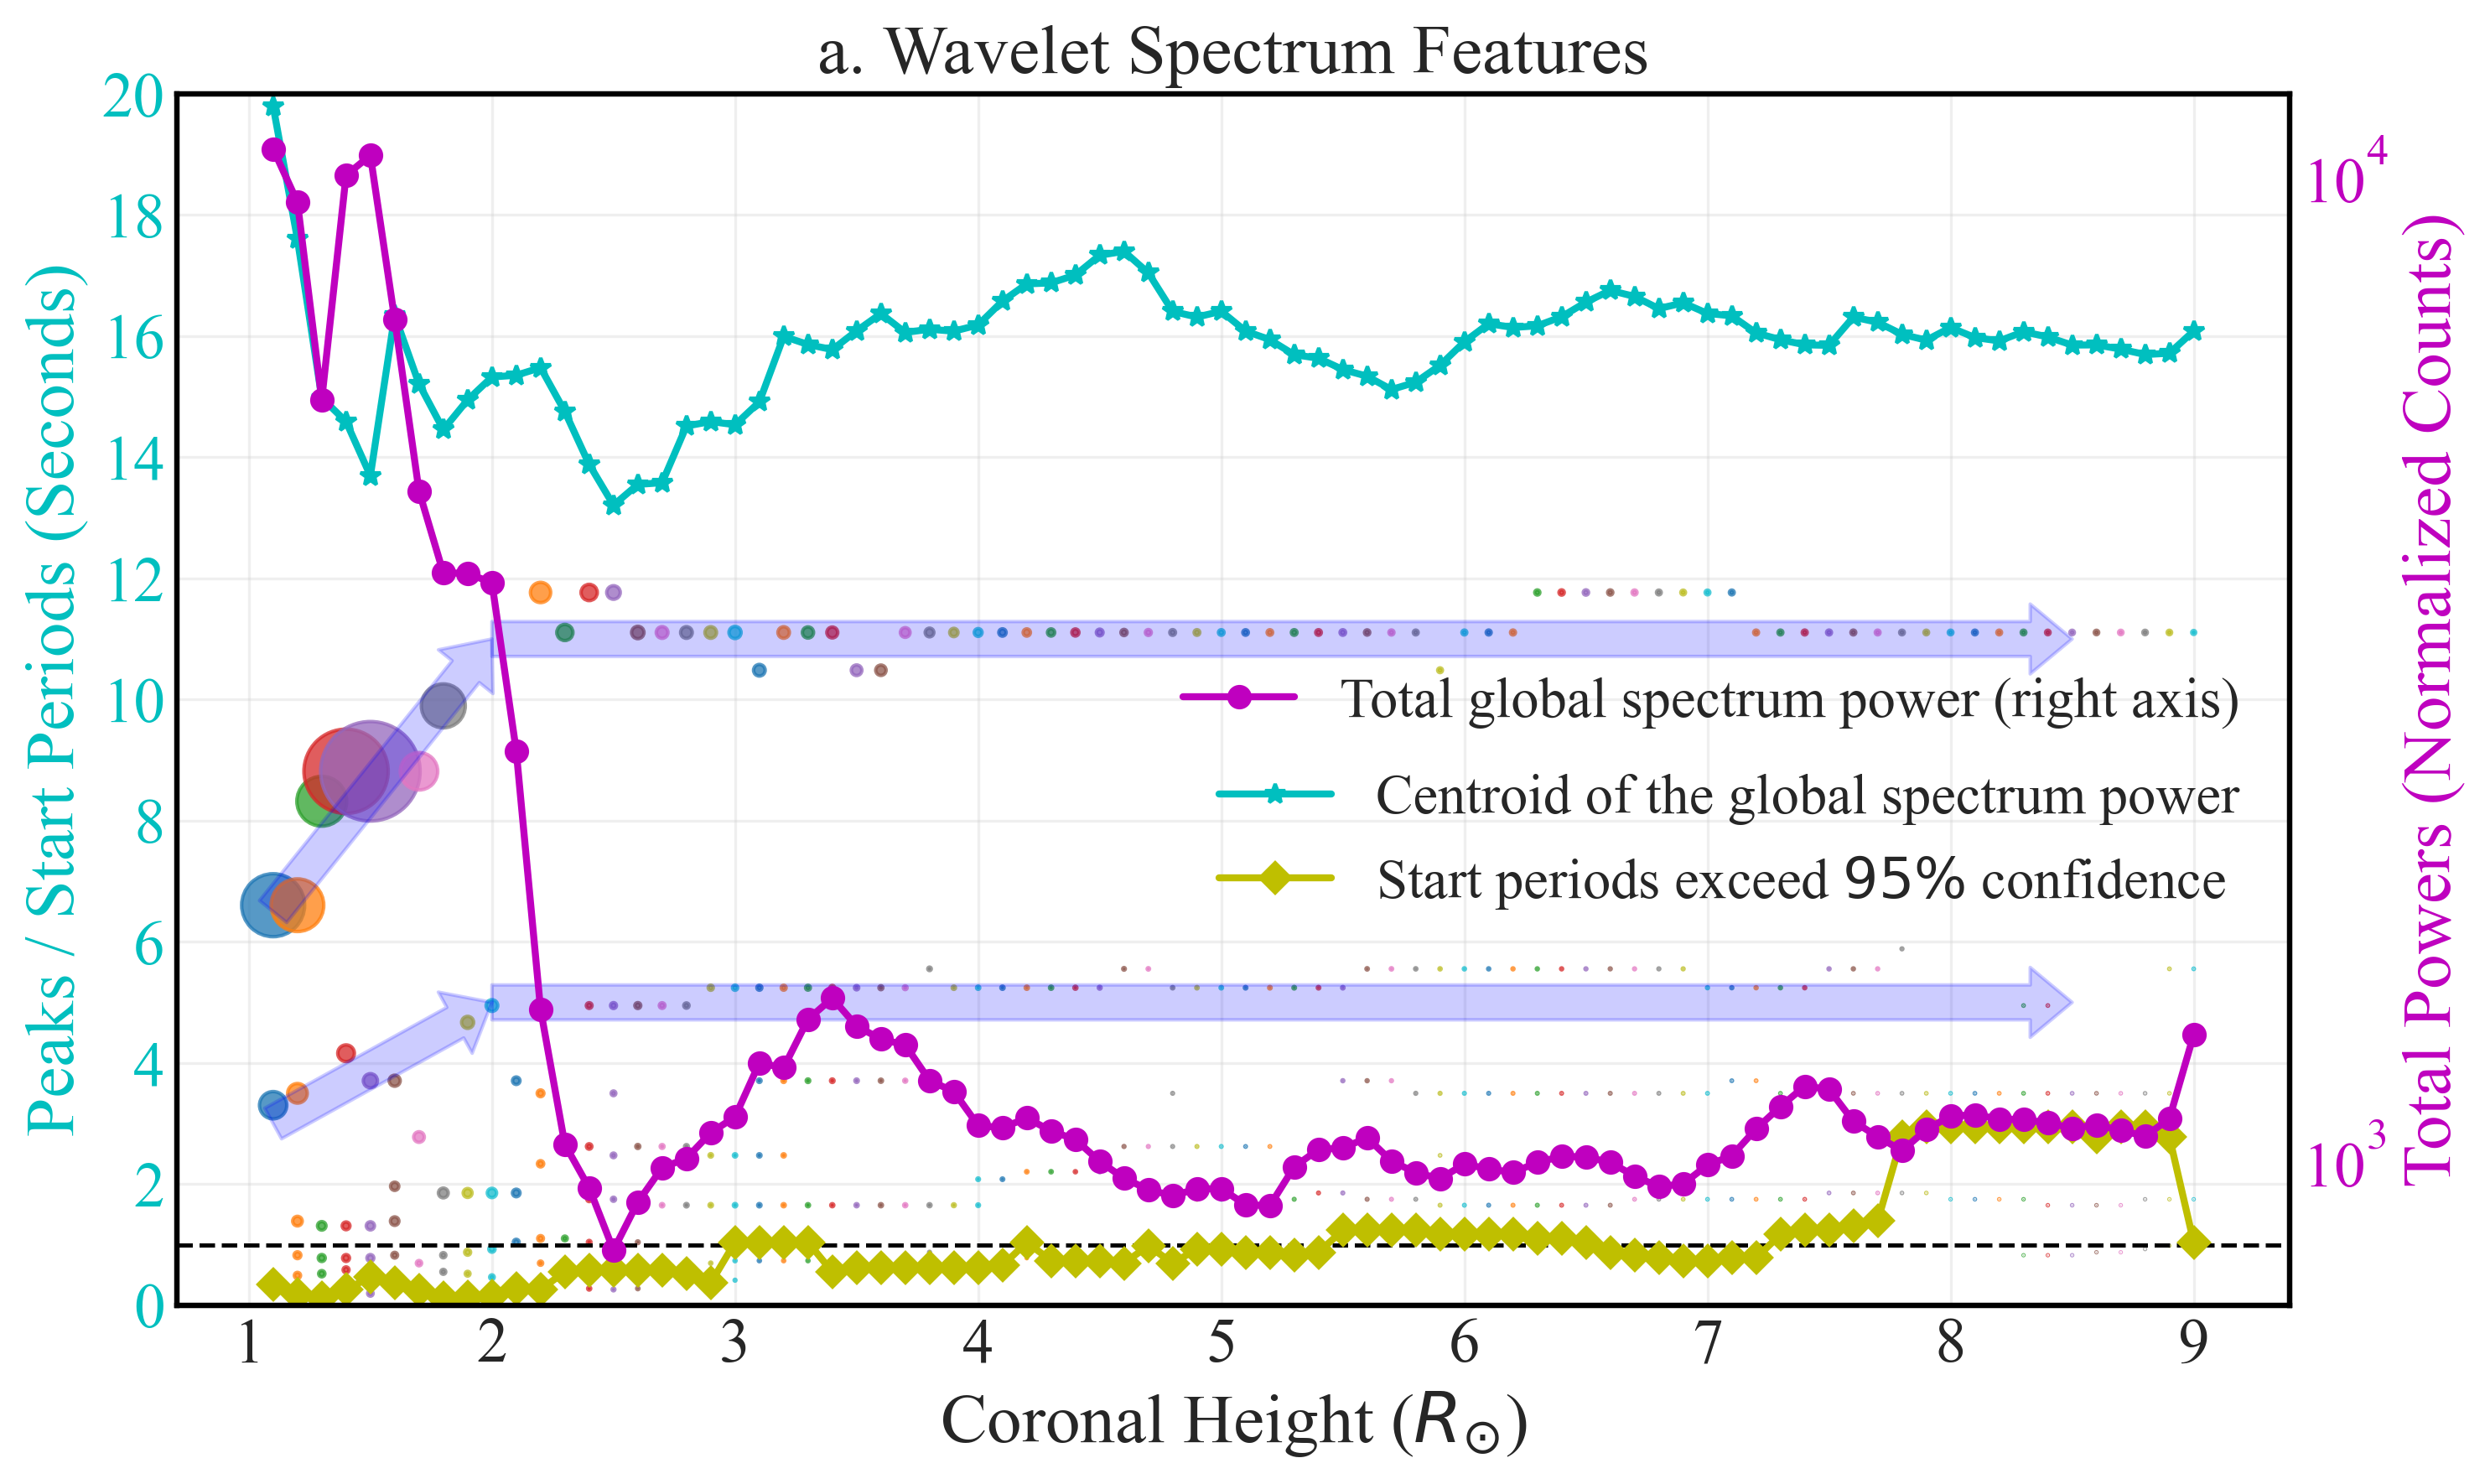 a. Wavelet Spectrum Features
20
18
16
14
12
10
8
6
4
2
0
Peaks / Start Periods (Seconds)
10^4
10^3
Total Powers (Normalized Counts)
Total global spectrum power (right axis)
Centroid of the global spectrum power
Start periods exceed 95% confidence
1 2 3 4 5 6 7 8 9
Coronal Height (R⊙)